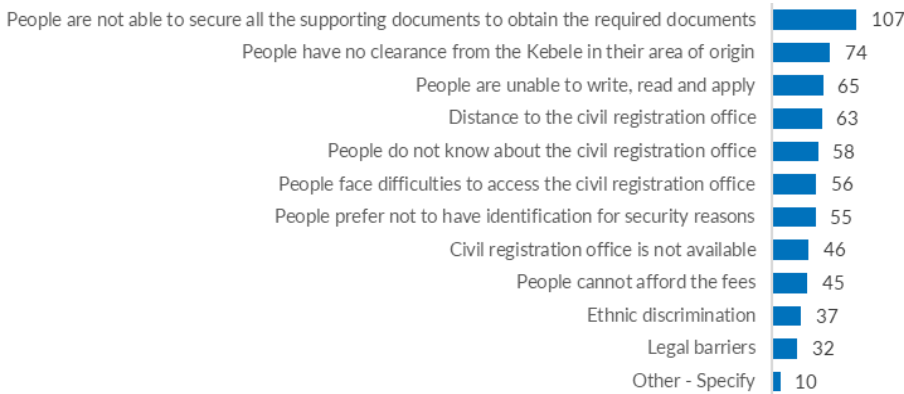 People are not able to secure all the supporting documents to obtain the required documents 107
People have no clearance from the Kebele in their area of origin 74
People are unable to write, read and apply 65
Distance to the civil registration office 63
People do not know about the civil registration office 58
People face difficulties to access the civil registration office 56
People prefer not to have identification for security reasons 55
Civil registration office is not available 46
People cannot afford the fees 45
Ethnic discrimination 37
Legal barriers 32
Other - Specify 10